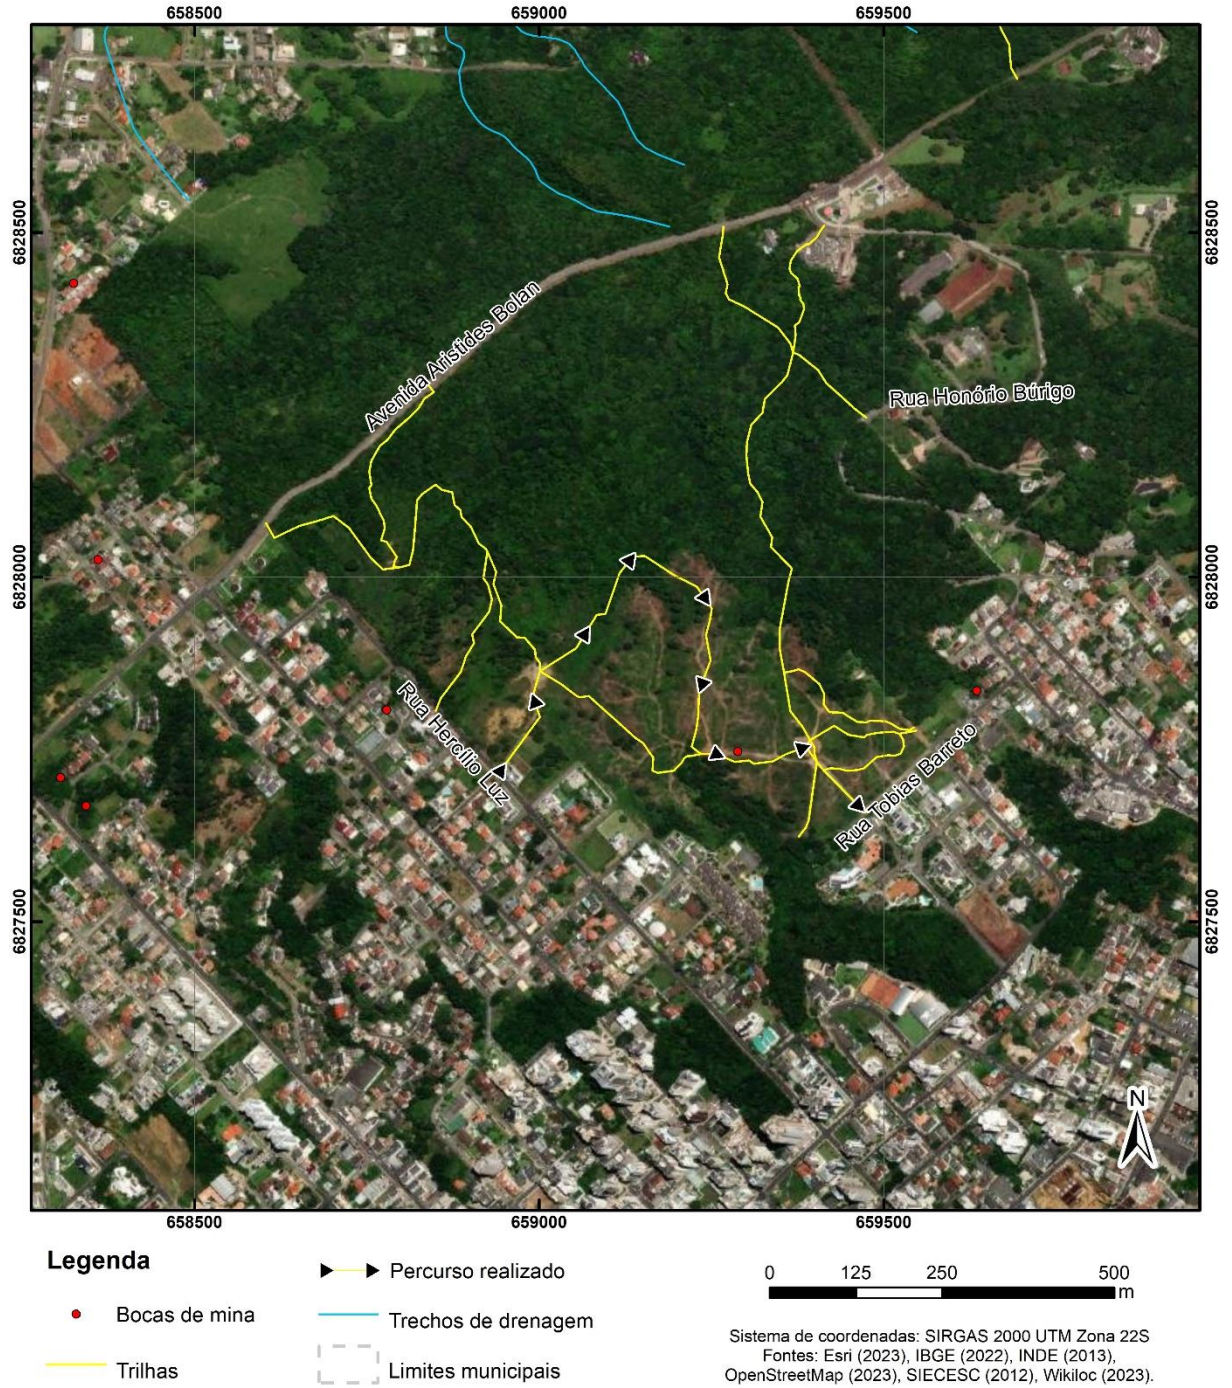 658500 659000 659500
6828500 6828500
Avenida Aristides Bolan
Rua Honório Búrigo
6828000 6828000
Rua Hercílio Luz
Rua Tobias Barreto
6827500 6827500
N
658500 659000 659500
Legenda
Bocas de mina
Trilhas
Percurso realizado
Trechos de drenagem
Limites municipais
0 125 250 500
m
Sistema de coordenadas: SIRGAS 2000 UTM Zona 22S
Fontes: Esri (2023), IBGE (2022), INDE (2013),
OpenStreetMap (2023), SIECESC (2012), Wikiloc (2023).